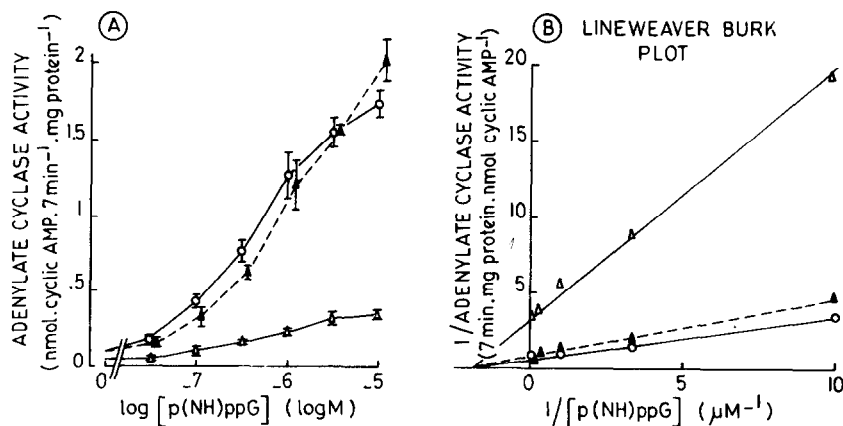 A
ADENYLATE CYCLASE ACTIVITY
(nmol. cyclic AMP. 7 min⁻¹. mg protein⁻¹)
2
1.5
1
.5
0
0
-7
-6
-5
log [p(NH)ppG] (log M)
B
LINEWEAVER BURK
PLOT
1/ADENYLATE CYCLASE ACTIVITY
(7 min. mg protein. nmol cyclic AMP⁻¹)
20
15
10
5
0
5
10
1/[p(NH)ppG] (μM⁻¹)